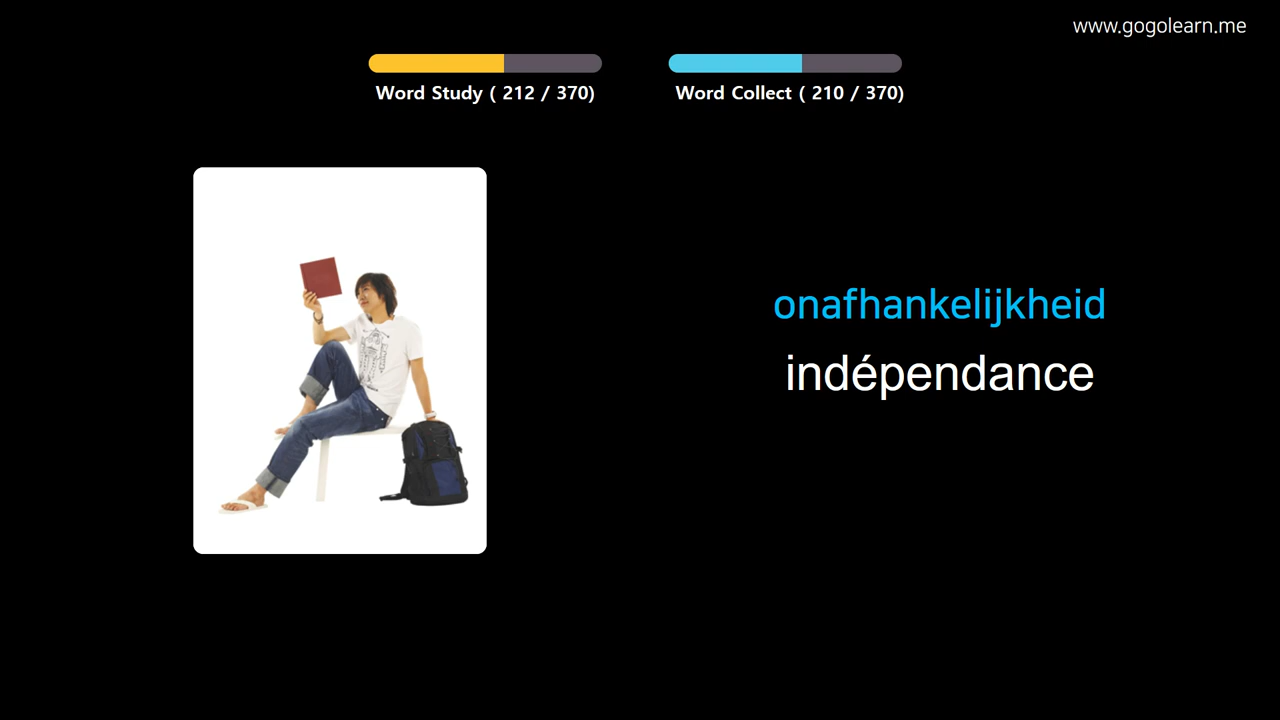 www.gogolearn.me
Word Study ( 212 / 370)
Word Collect ( 210 / 370)
onafhankelijkheid
indépendance